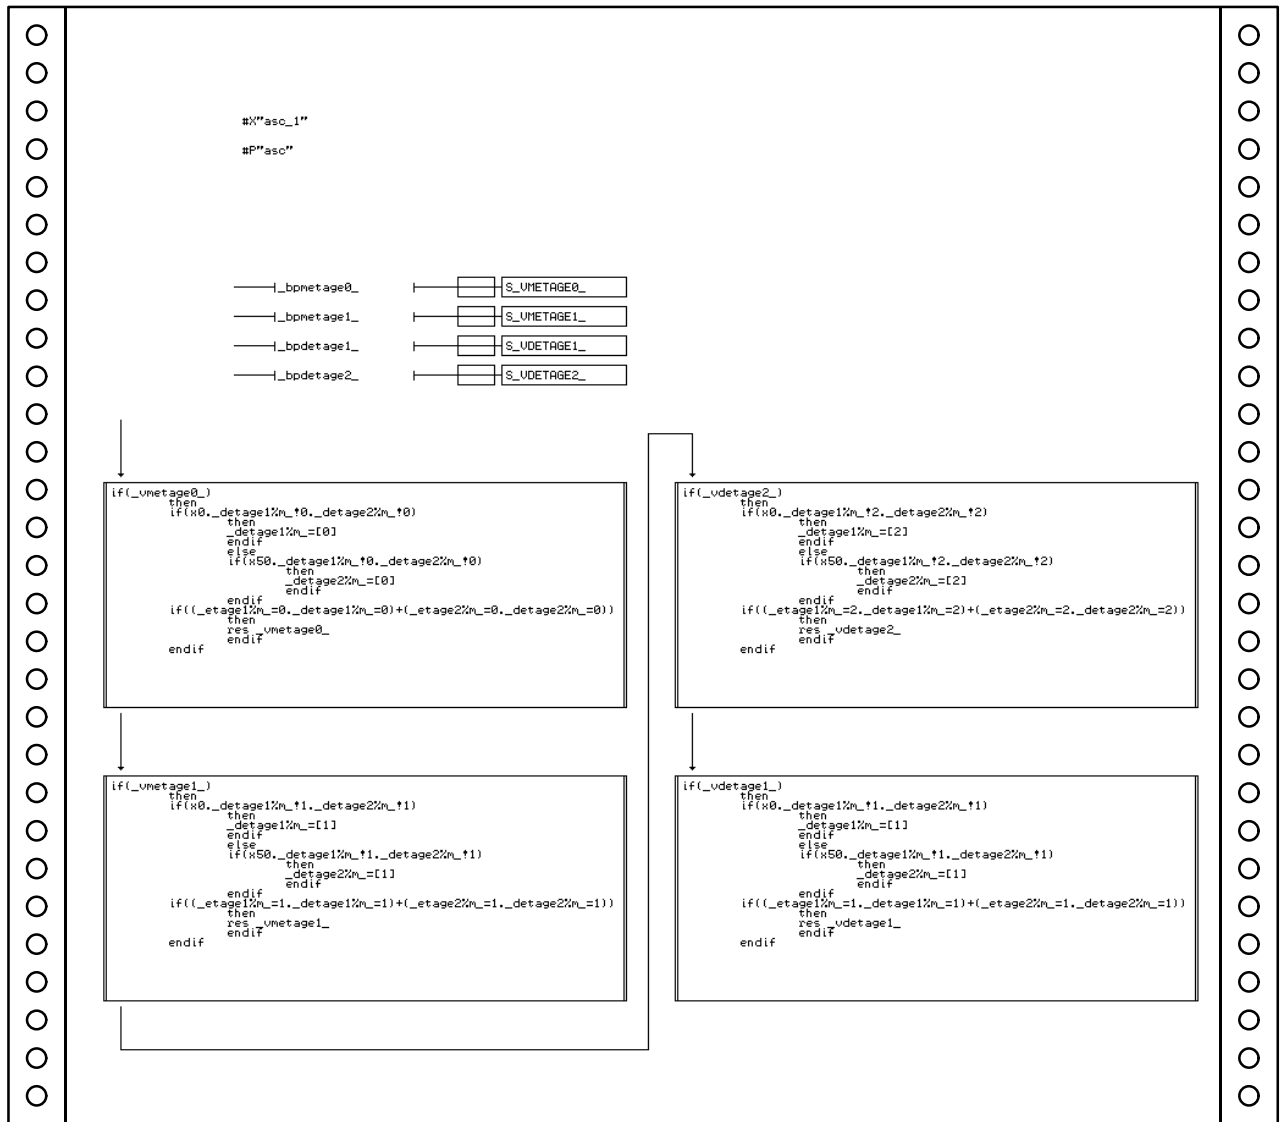 #X"asc_1"
#P"asc"
_bpmetage0_ S_VMETAGE0_
_bpmetage1_ S_VMETAGE1_
_bpdetage1_ S_VDETAGE1_
_bpdetage2_ S_VDETAGE2_
if(_vmetage0_)
then
if(x0._detage1%m_!0._detage2%m_!0)
then
_detage1%m_=[0]
endif
else
if(x50._detage1%m_!0._detage2%m_!0)
then
_detage2%m_=[0]
endif
endif
if((_etage1%m_=0._detage1%m_=0)+(_etage2%m_=0._detage2%m_=0))
then
res _vmetage0_
endif
endif
if(_vmetage1_)
then
if(x0._detage1%m_!1._detage2%m_!1)
then
_detage1%m_=[1]
endif
else
if(x50._detage1%m_!1._detage2%m_!1)
then
_detage2%m_=[1]
endif
endif
if((_etage1%m_=1._detage1%m_=1)+(_etage2%m_=1._detage2%m_=1))
then
res _vmetage1_
endif
endif
if(_vdetage2_)
then
if(x0._detage1%m_!2._detage2%m_!2)
then
_detage1%m_=[2]
endif
else
if(x50._detage1%m_!2._detage2%m_!2)
then
_detage2%m_=[2]
endif
endif
if((_etage1%m_=2._detage1%m_=2)+(_etage2%m_=2._detage2%m_=2))
then
res _vdetage2_
endif
endif
if(_vdetage1_)
then
if(x0._detage1%m_!1._detage2%m_!1)
then
_detage1%m_=[1]
endif
else
if(x50._detage1%m_!1._detage2%m_!1)
then
_detage2%m_=[1]
endif
endif
if((_etage1%m_=1._detage1%m_=1)+(_etage2%m_=1._detage2%m_=1))
then
res _vdetage1_
endif
endif